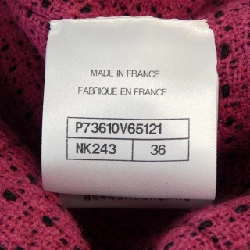 MADE IN FRANCE
FABRIQUE EN FRANCE
P73610V65121
NK243 36